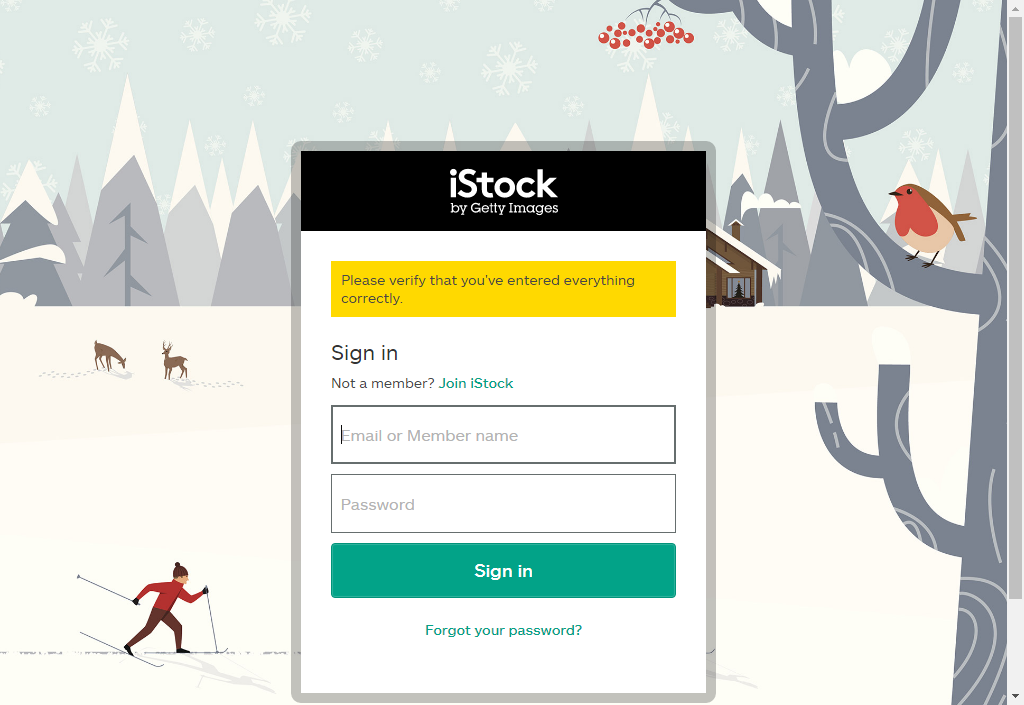 iStock
by Getty Images
Please verify that you've entered everything
correctly.
Sign in
Not a member? Join iStock
Email or Member name
Password
Sign in
Forgot your password?